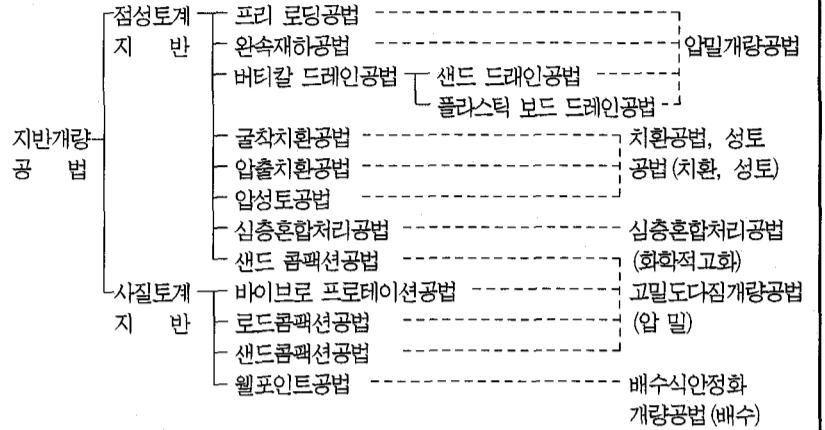 점성토계 프리 로딩공법
지 반 완속재하공법 압밀개량공법
버티칼 드레인공법 샌드 드래인공법
플라스틱 보드 드레인공법
지반개량 굴착치환공법 치환공법, 성토
공 법 압출치환공법 공법(치환, 성토)
압성토공법
심층혼합처리공법 심층혼합처리공법
샌드 콤팩션공법 (화학적고화)
사질토계 바이브로 프로테이션공법 고밀도다짐개량공법
지 반 로드콤팩션공법 (압 밀)
샌드콤팩션공법
웰포인트공법 배수식안정화
개량공법(배수)